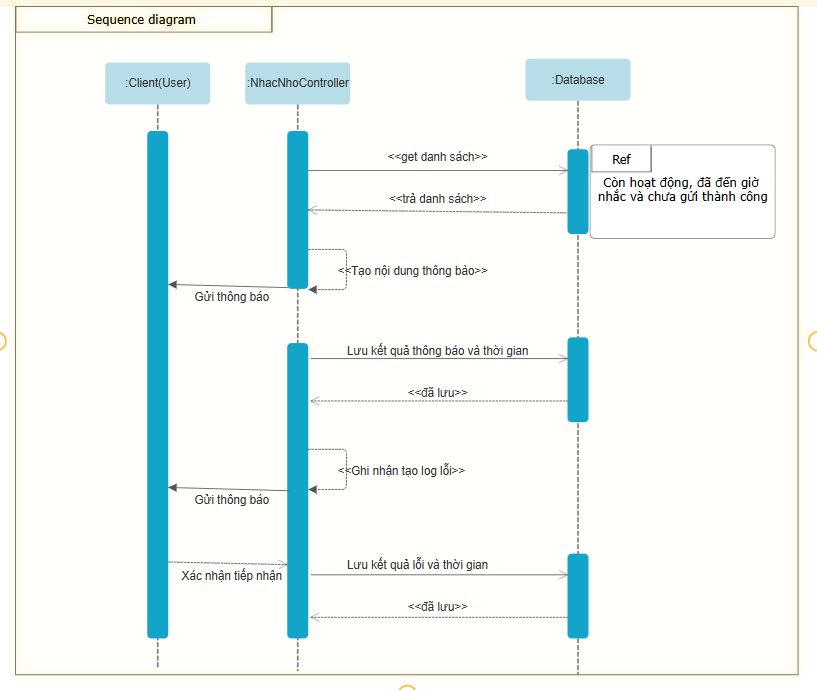 Sequence diagram
:Client(User)
:NhacNhoController
:Database
<<get danh sách>>
Ref
Còn hoạt động, đã đến giờ
nhắc và chưa gửi thành công
<<trả danh sách>>
<<Tạo nội dung thông bảo>>
Gửi thông báo
Lưu kết quả thông báo và thời gian
<<đã lưu>>
<<Ghi nhận tạo log lỗi>>
Gửi thông báo
Lưu kết quả lỗi và thời gian
Xác nhận tiếp nhận
<<đã lưu>>